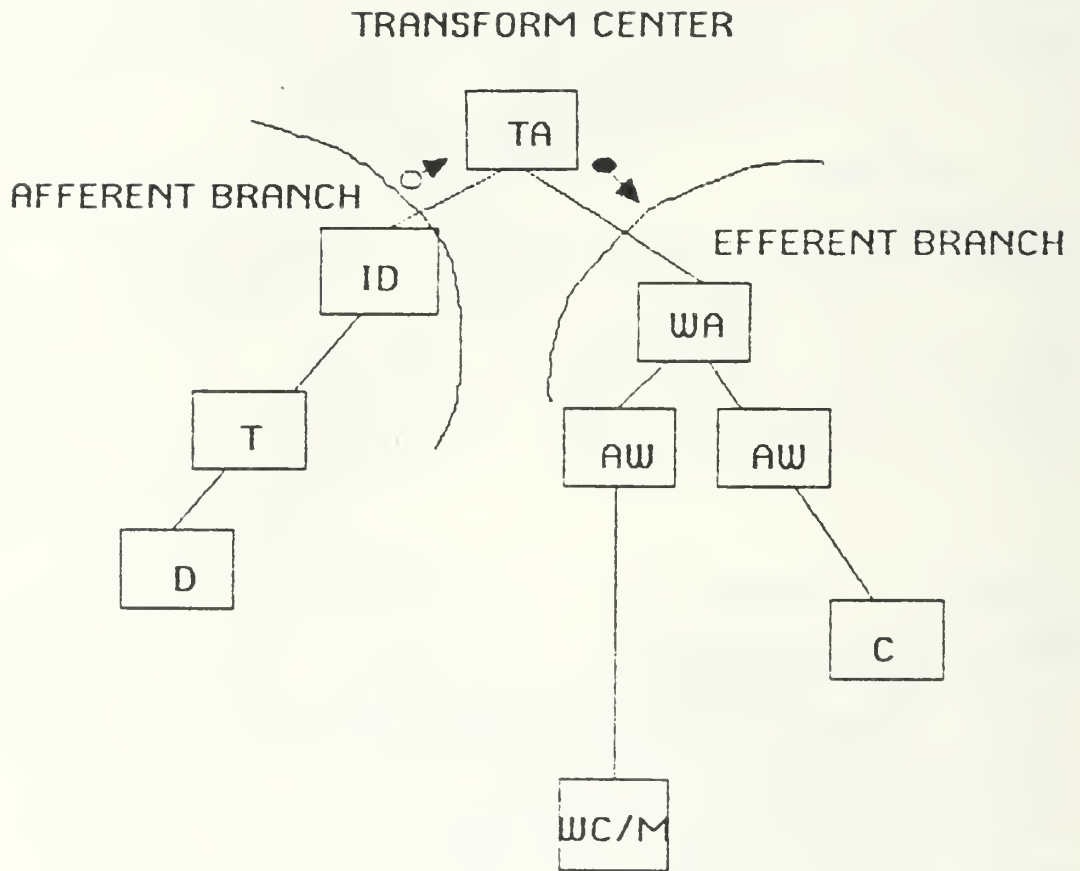 TRANSFORM CENTER
TA
AFFERENT BRANCH
EFFERENT BRANCH
ID
WA
T
AW
AW
D
C
WC/M